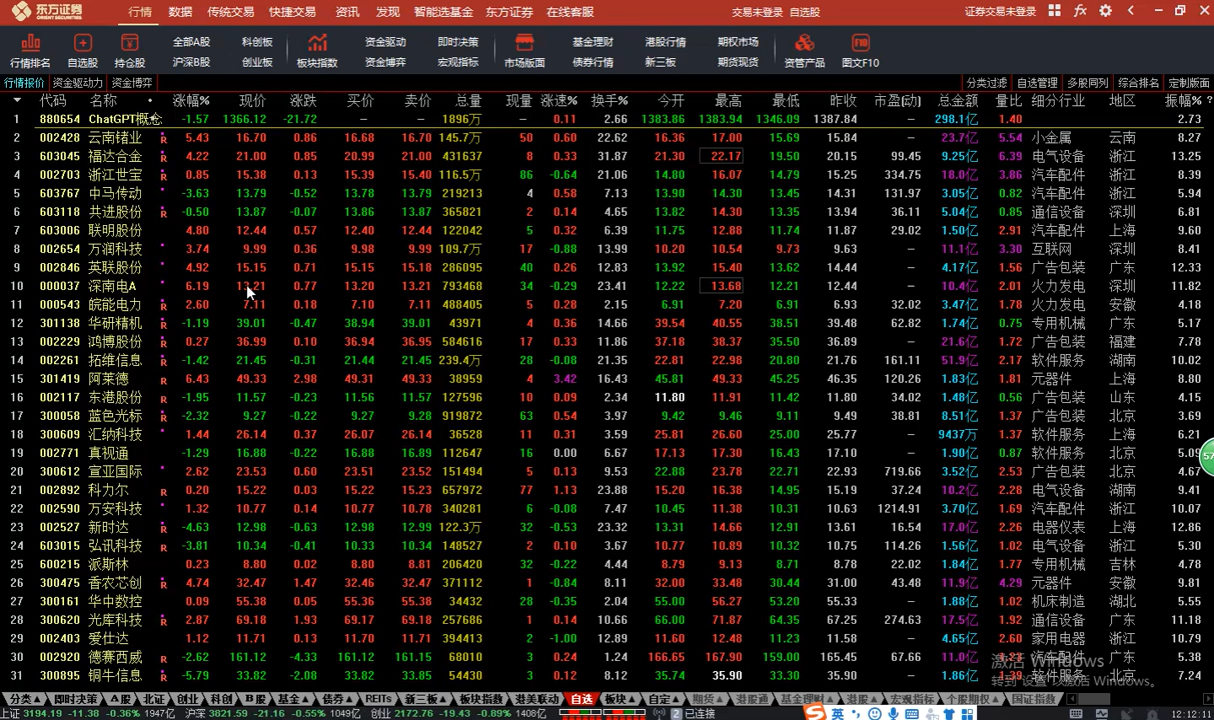 东方证券 行情 数据 传统交易 快捷交易 资讯 发现 智能选基金 东方证券 在线客服 交易未登录 自选股 证券交易未登录
ORIENT SECURITIES
全部A股 科创板 资金驱动 即时决策 基金理财 港股行情 期权市场
行情排名 自选股 持仓股 沪深B股 创业板 板块指数 资金博弈 宏观指标 市场版面 债券行情 新三板 期货现货 资管产品 图文F10
行情报价 资金驱动力 资金博弈 分类过滤 自选管理 多股同列 综合排名 定制版面
代码 名称 涨幅% 现价 涨跌 买价 卖价 总量 现量 涨速% 换手% 今开 最高 最低 昨收 市盈(动) 总金额 量比 细分行业 地区 振幅% ?
1 880654 ChatGPT概念 -1.57 1366.12 -21.72 — — 1896万 — 0.11 2.66 1383.86 1383.94 1346.09 1387.84 — 298.1亿 1.40 2.73
2 002428 云南锗业 R 5.43 16.70 0.86 16.68 16.70 145.7万 50 0.60 22.62 16.36 17.00 15.69 15.84 — 23.7亿 5.54 小金属 云南 8.27
3 603045 福达合金 R 4.22 21.00 0.85 20.99 21.00 431637 8 0.33 31.87 21.30 22.17 19.50 20.15 99.45 9.25亿 6.39 电气设备 浙江 13.25
4 002703 浙江世宝 R 0.85 15.38 0.13 15.39 15.40 116.5万 86 -0.64 21.06 14.80 16.07 14.79 15.25 334.75 18.0亿 3.86 汽车配件 浙江 8.39
5 603767 中马传动 -3.63 13.79 -0.52 13.78 13.79 219213 4 0.58 7.13 13.90 14.30 13.45 14.31 131.97 3.05亿 0.82 汽车配件 浙江 5.94
6 603118 共进股份 R -0.50 13.87 -0.07 13.86 13.87 365821 2 0.14 4.65 13.82 14.30 13.35 13.94 36.11 5.04亿 0.85 通信设备 深圳 6.81
7 603006 联明股份 4.80 12.44 0.57 12.40 12.44 122042 5 0.32 6.39 11.75 12.88 11.74 11.87 29.02 1.50亿 2.91 汽车配件 上海 9.60
8 002654 万润科技 3.74 9.99 0.36 9.98 9.99 109.7万 17 -0.88 13.99 10.20 10.54 9.73 9.63 — 11.1亿 3.30 互联网 深圳 8.41
9 002846 英联股份 4.92 15.15 0.71 15.15 15.18 286095 40 0.26 12.83 13.92 15.40 13.62 14.44 — 4.17亿 1.56 广告包装 广东 12.33
10 000037 深南电A 6.19 13.21 0.77 13.20 13.21 793468 34 -0.29 23.41 12.22 13.68 12.21 12.44 — 10.4亿 2.01 火力发电 深圳 11.82
11 000543 皖能电力 R 2.60 7.11 0.18 7.10 7.11 488405 5 0.28 2.15 6.91 7.20 6.91 6.93 32.02 3.47亿 1.78 火力发电 安徽 4.18
12 301138 华研精机 R -1.19 39.01 -0.47 38.94 39.01 43971 4 0.36 14.66 39.54 40.55 38.51 39.48 62.82 1.74亿 0.75 专用机械 广东 5.17
13 002229 鸿博股份 R 0.27 36.99 0.10 36.94 36.95 584616 17 0.33 11.86 37.18 38.37 35.50 36.89 — 21.6亿 1.72 广告包装 福建 7.78
14 002261 拓维信息 R -1.42 21.45 -0.31 21.44 21.45 239.4万 28 -0.08 21.35 22.81 22.98 20.80 21.76 161.11 51.9亿 2.17 软件服务 湖南 10.02
15 301419 阿莱德 R 6.43 49.33 2.98 49.31 49.33 38959 4 3.42 16.43 45.81 49.33 45.25 46.35 120.26 1.83亿 1.81 元器件 上海 8.80
16 002117 东港股份 R -1.95 11.57 -0.23 11.56 11.57 127596 10 0.09 2.34 11.80 11.91 11.42 11.80 34.02 1.48亿 0.56 广告包装 山东 4.15
17 300058 蓝色光标 R -2.32 9.27 -0.22 9.27 9.28 919872 63 0.54 3.97 9.42 9.46 9.11 9.49 38.81 8.51亿 1.37 广告包装 北京 3.69
18 300609 汇纳科技 1.44 26.14 0.37 26.07 26.14 36528 11 0.31 3.59 25.81 26.60 25.00 25.77 — 9437万 1.37 软件服务 上海 6.21
19 002771 真视通 -1.29 16.88 -0.22 16.88 16.89 112647 16 0.00 6.67 17.13 17.30 16.43 17.10 — 1.90亿 0.87 软件服务 北京 5.09
20 300612 宣亚国际 2.62 23.53 0.60 23.51 23.52 151494 5 0.13 9.53 22.88 23.78 22.71 22.93 719.66 3.52亿 2.53 广告包装 北京 4.67
21 002892 科力尔 R 0.20 15.22 0.03 15.22 15.23 657972 77 1.13 23.88 15.20 16.38 14.95 15.19 37.24 10.2亿 2.28 电气设备 湖南 9.41
22 002590 万安科技 1.32 10.77 0.14 10.77 10.78 340281 6 -0.08 7.47 10.45 11.38 10.31 10.63 1214.91 3.70亿 1.69 汽车配件 浙江 10.07
23 002527 新时达 R -4.63 12.98 -0.63 12.98 12.99 122.3万 32 -0.53 23.32 13.31 14.66 12.91 13.61 16.54 17.0亿 2.26 电器仪表 上海 12.86
24 603015 弘讯科技 R -3.81 10.34 -0.41 10.33 10.34 148527 2 0.10 3.67 10.77 10.89 10.32 10.75 114.26 1.56亿 1.02 电气设备 浙江 5.30
25 600215 派斯林 0.23 8.80 0.02 8.80 8.81 206420 32 -0.22 4.44 8.79 9.13 8.71 8.78 22.02 1.84亿 1.77 汽车配件 吉林 4.78
26 300475 香农芯创 R 4.74 32.47 1.47 32.46 32.47 371112 1 -0.84 8.11 32.00 33.48 30.44 31.00 43.48 11.9亿 4.29 元器件 安徽 9.81
27 300161 华中数控 0.09 55.38 0.05 55.36 55.38 34432 28 -0.35 2.04 55.00 56.27 53.20 55.33 — 1.88亿 1.02 机床制造 湖北 5.55
28 300620 光库科技 R 2.87 69.18 1.93 69.17 69.18 257686 1 0.14 10.66 66.00 71.87 64.35 67.25 274.63 17.5亿 1.92 通信设备 广东 11.18
29 002403 爱仕达 1.12 11.71 0.13 11.70 11.71 394413 2 -1.00 12.89 11.60 12.48 11.23 11.58 — 4.65亿 2.60 家用电器 浙江 10.79
30 002920 德赛西威 R -2.62 161.12 -4.33 161.12 161.15 68010 3 0.24 1.24 166.65 167.90 159.00 165.45 67.66 11.0亿 1.23 汽车配件 广东 5.38
31 300895 铜牛信息 R -5.79 33.82 -2.08 33.82 33.85 54430 3 0.12 8.12 35.74 35.90 33.30 35.90 — 1.86亿 1.39 软件服务 北京 7.24
激活 Windows
转到"设置"以激活 Windows。
57
分类 即时决策 A股 北证 创业 科创 B股 基金 债券 REITs 新三板 板块指数 港美联动 自选 板块 自定 期货 港股通 基金理财 港股 宏观指标 个股期权 国证指数
上证 3194.19 -11.38 -0.36% 1947亿 沪深 3821.59 -21.16 -0.55% 1049亿 创业 2172.76 -19.43 -0.89% 1408亿 2 已连接 英 12:12:11